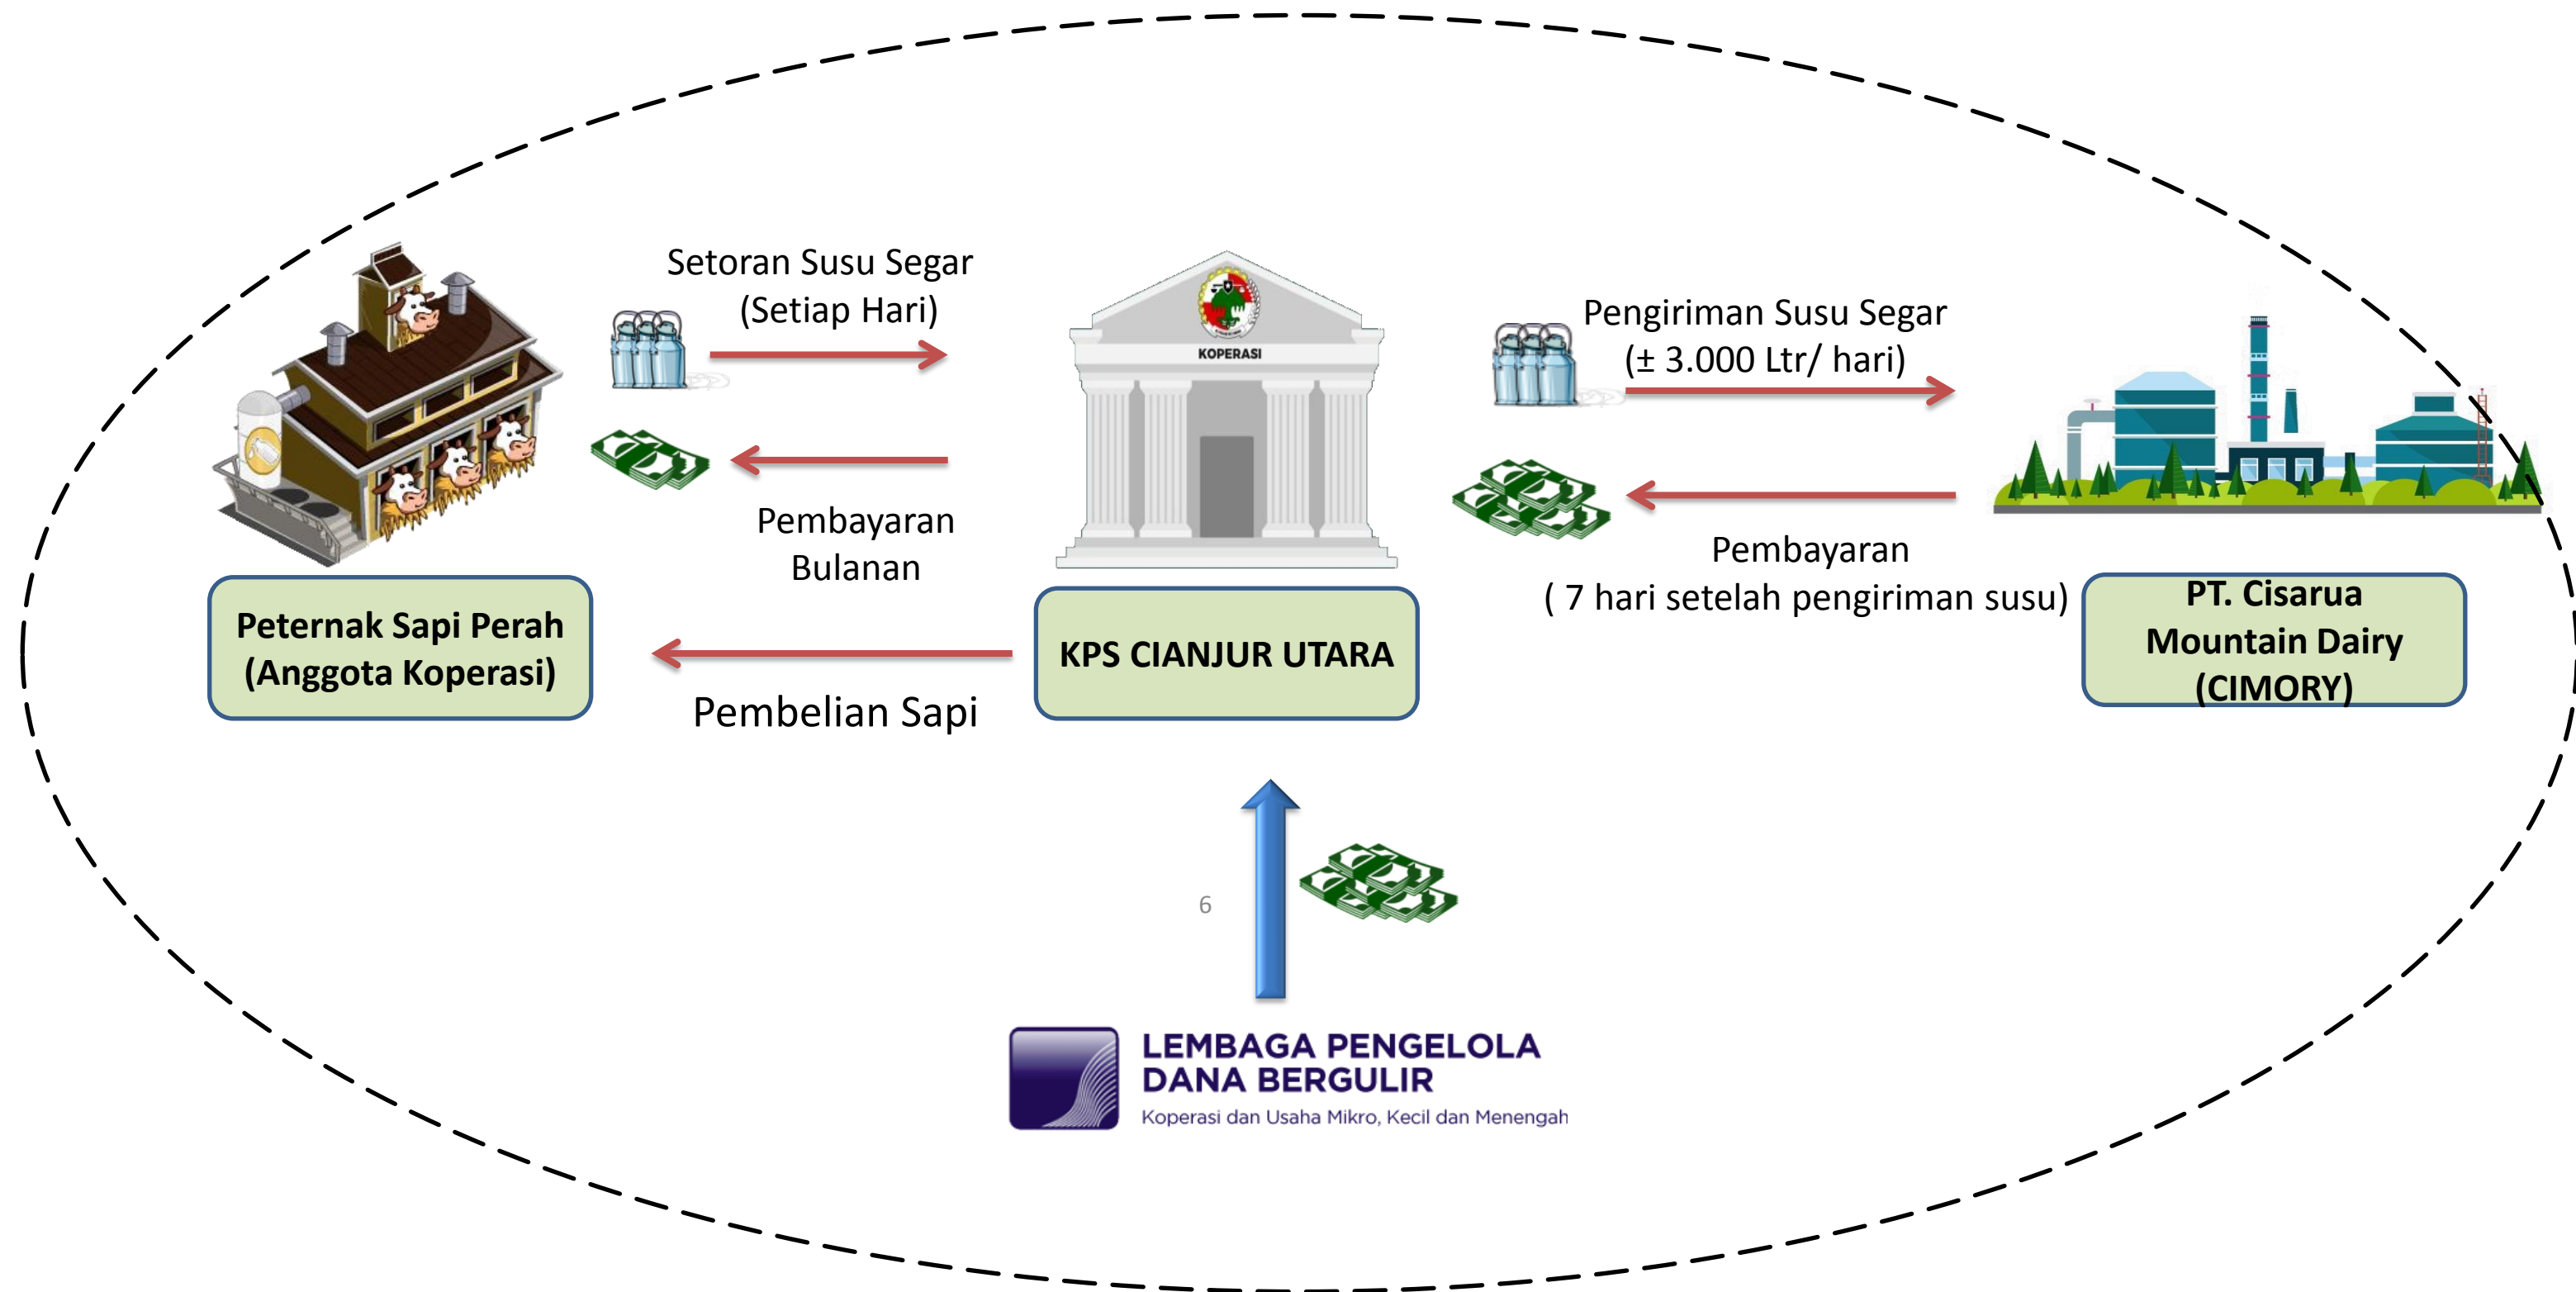 Setoran Susu Segar
(Setiap Hari)
Pengiriman Susu Segar
(± 3.000 Ltr/ hari)
KOPERASI
Pembayaran
Bulanan
Pembayaran
( 7 hari setelah pengiriman susu)
Peternak Sapi Perah
(Anggota Koperasi)
KPS CIANJUR UTARA
PT. Cisarua
Mountain Dairy
(CIMORY)
Pembelian Sapi
6
LEMBAGA PENGELOLA
DANA BERGULIR
Koperasi dan Usaha Mikro, Kecil dan Menengah